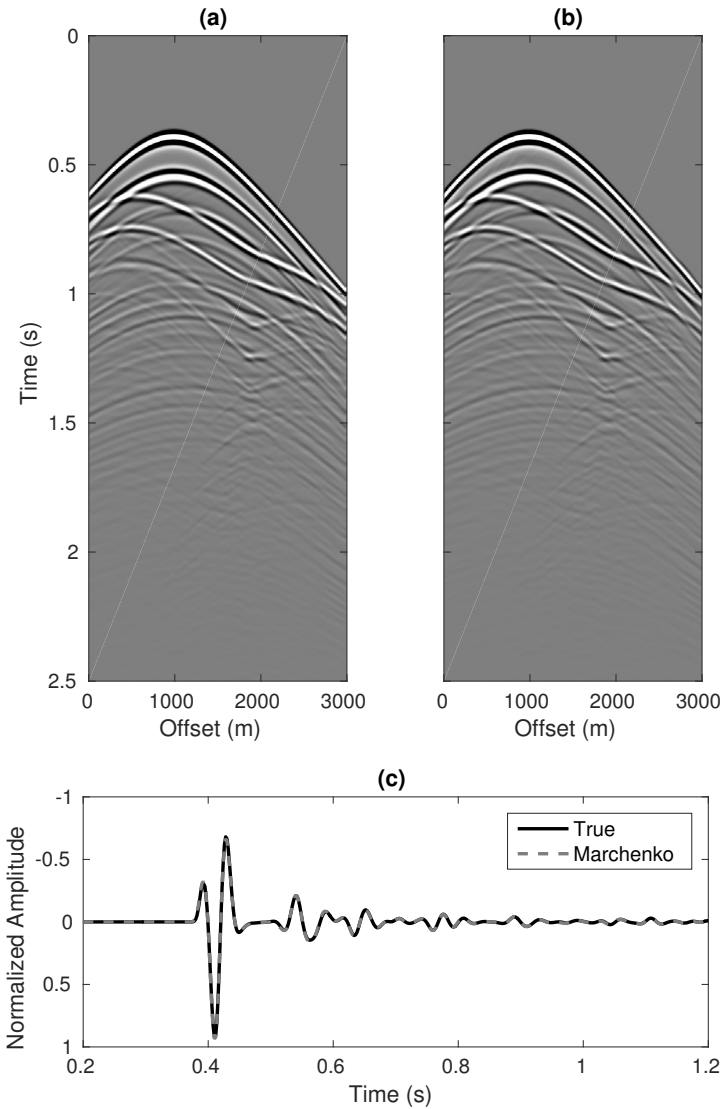 (a) (b)
0
0.5
1
1.5
2
2.5
Time (s)
0 1000 2000 3000 0 1000 2000 3000
Offset (m) Offset (m)
(c)
-1
-0.5
0
0.5
1
Normalized Amplitude
True
Marchenko
0.2 0.4 0.6 0.8 1 1.2
Time (s)